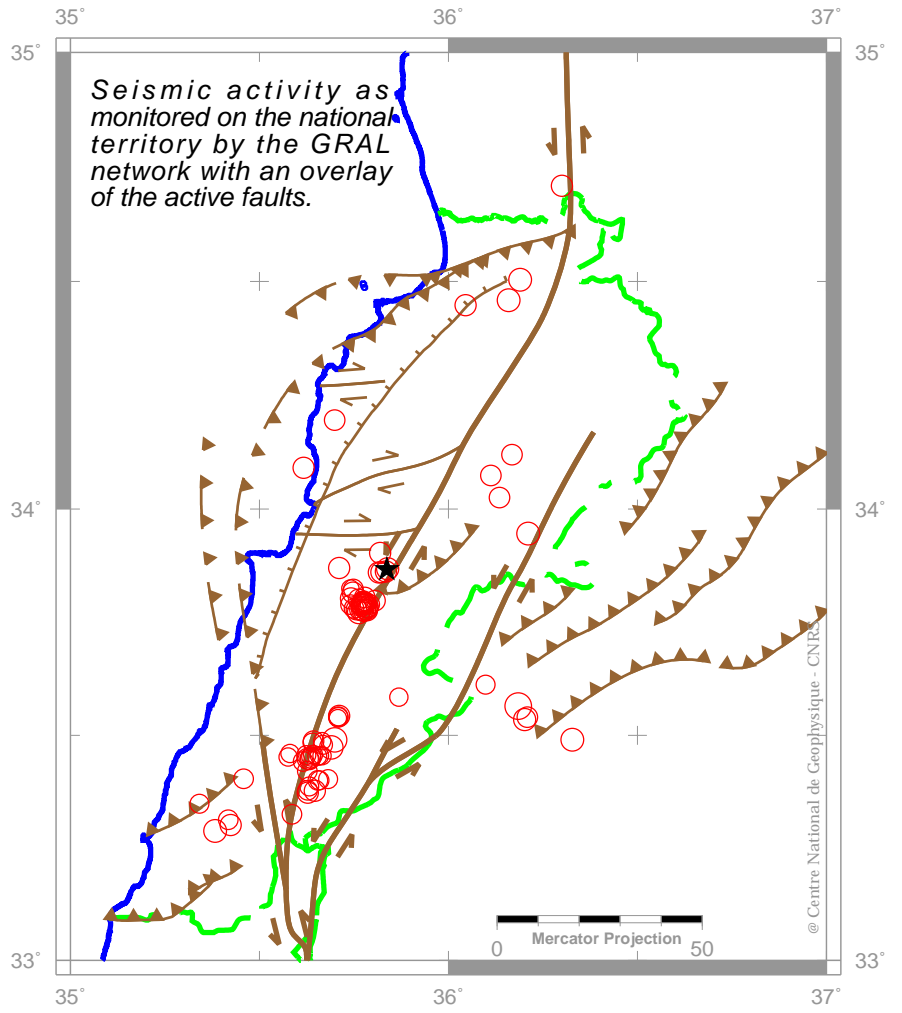 35˚ 36˚ 37˚
35˚ 35˚
Seismic activity as
monitored on the national
territory by the GRAL
network with an overlay
of the active faults.
34˚ 34˚
@ Centre National de Geophysique - CNRS
Mercator Projection
0 50
33˚ 33˚
35˚ 36˚ 37˚